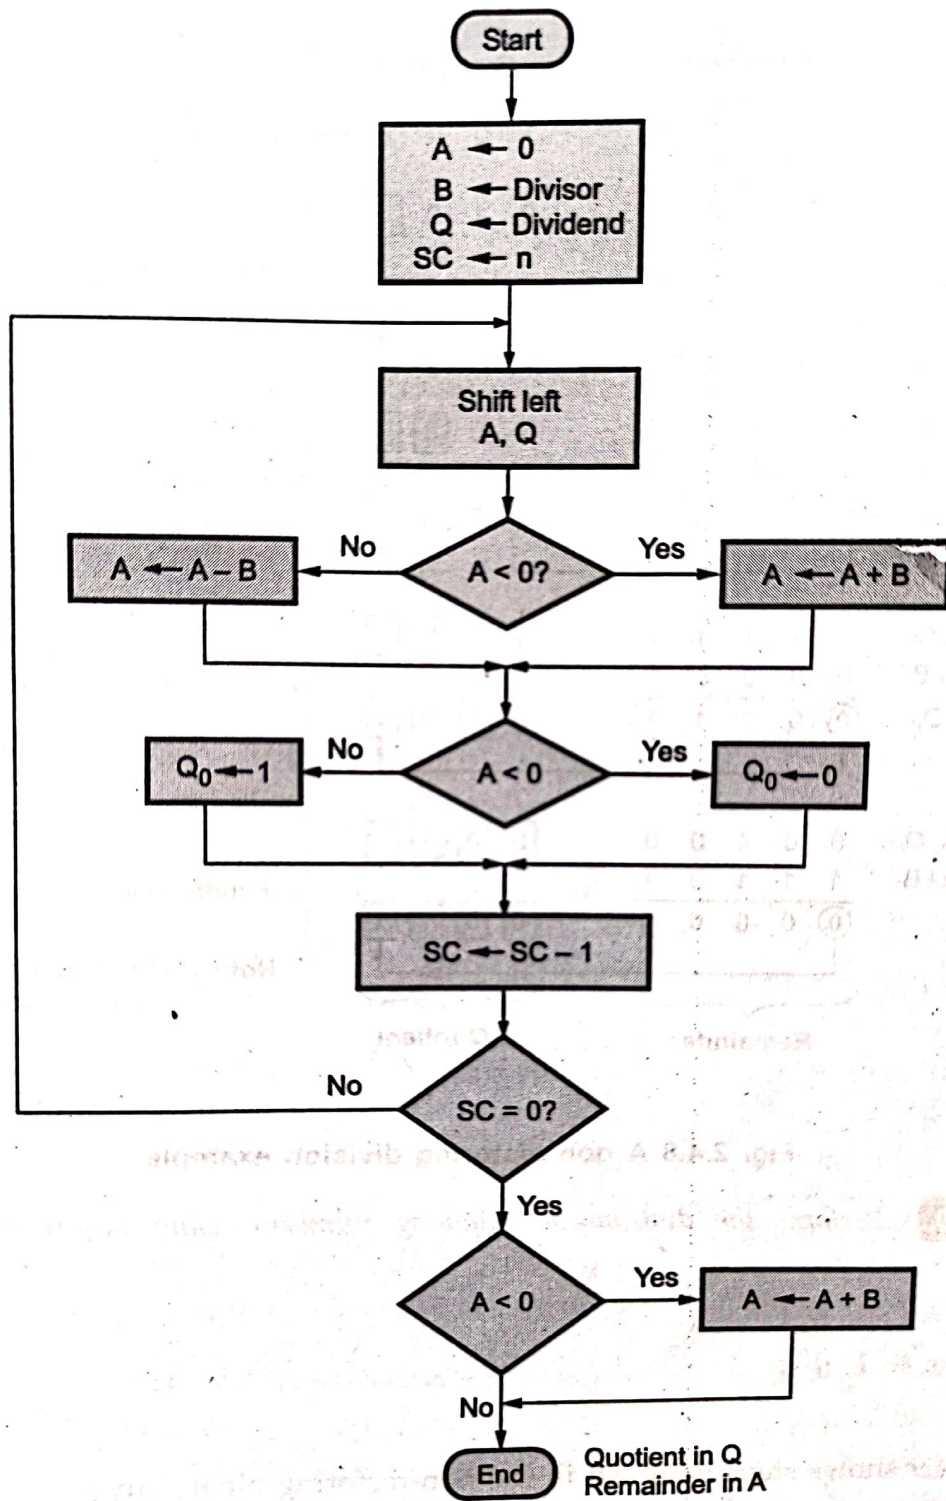 Start
A ← 0
B ← Divisor
Q ← Dividend
SC ← n
Shift left
A, Q
No
A < 0?
Yes
A ← A – B
A ← A + B
No
A < 0
Yes
Q₀ ← 1
Q₀ ← 0
SC ← SC – 1
No
SC = 0?
Yes
A < 0
Yes
A ← A + B
No
End
Quotient in Q
Remainder in A